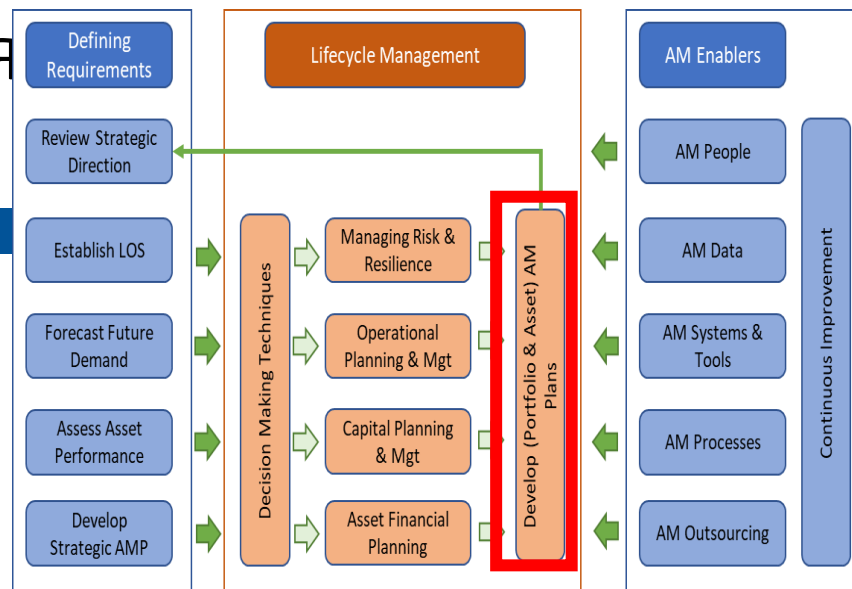 Defining
Requirements
Review Strategic
Direction
Establish LOS
Forecast Future
Demand
Assess Asset
Performance
Develop
Strategic AMP
Lifecycle Management
Decision Making Techniques
Managing Risk &
Resilience
Operational
Planning & Mgt
Capital Planning
& Mgt
Asset Financial
Planning
Develop (Portfolio & Asset) AM
Plans
AM Enablers
AM People
AM Data
AM Systems &
Tools
AM Processes
AM Outsourcing
Continuous Improvement